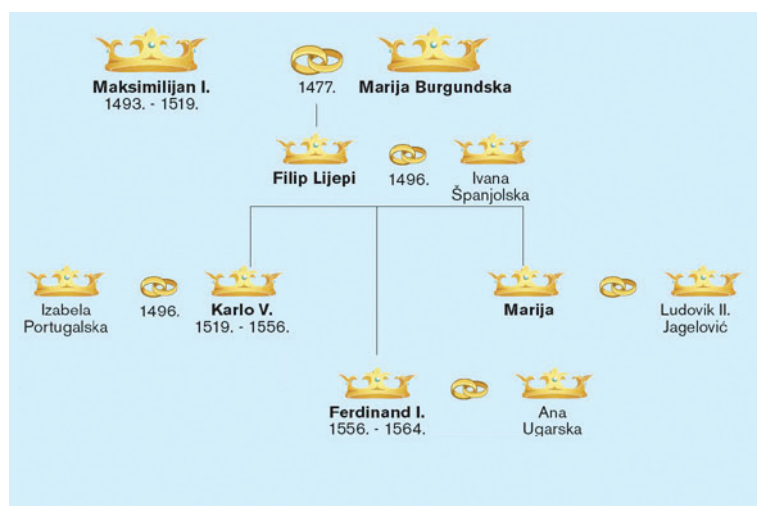 Maksimilijan I.
1493. - 1519.
1477.
Marija Burgundska
Filip Lijepi
1496.
Ivana
Španjolska
Izabela
Portugalska
1496.
Karlo V.
1519. - 1556.
Marija
Ludovik II.
Jagelović
Ferdinand I.
1556. - 1564.
Ana
Ugarska